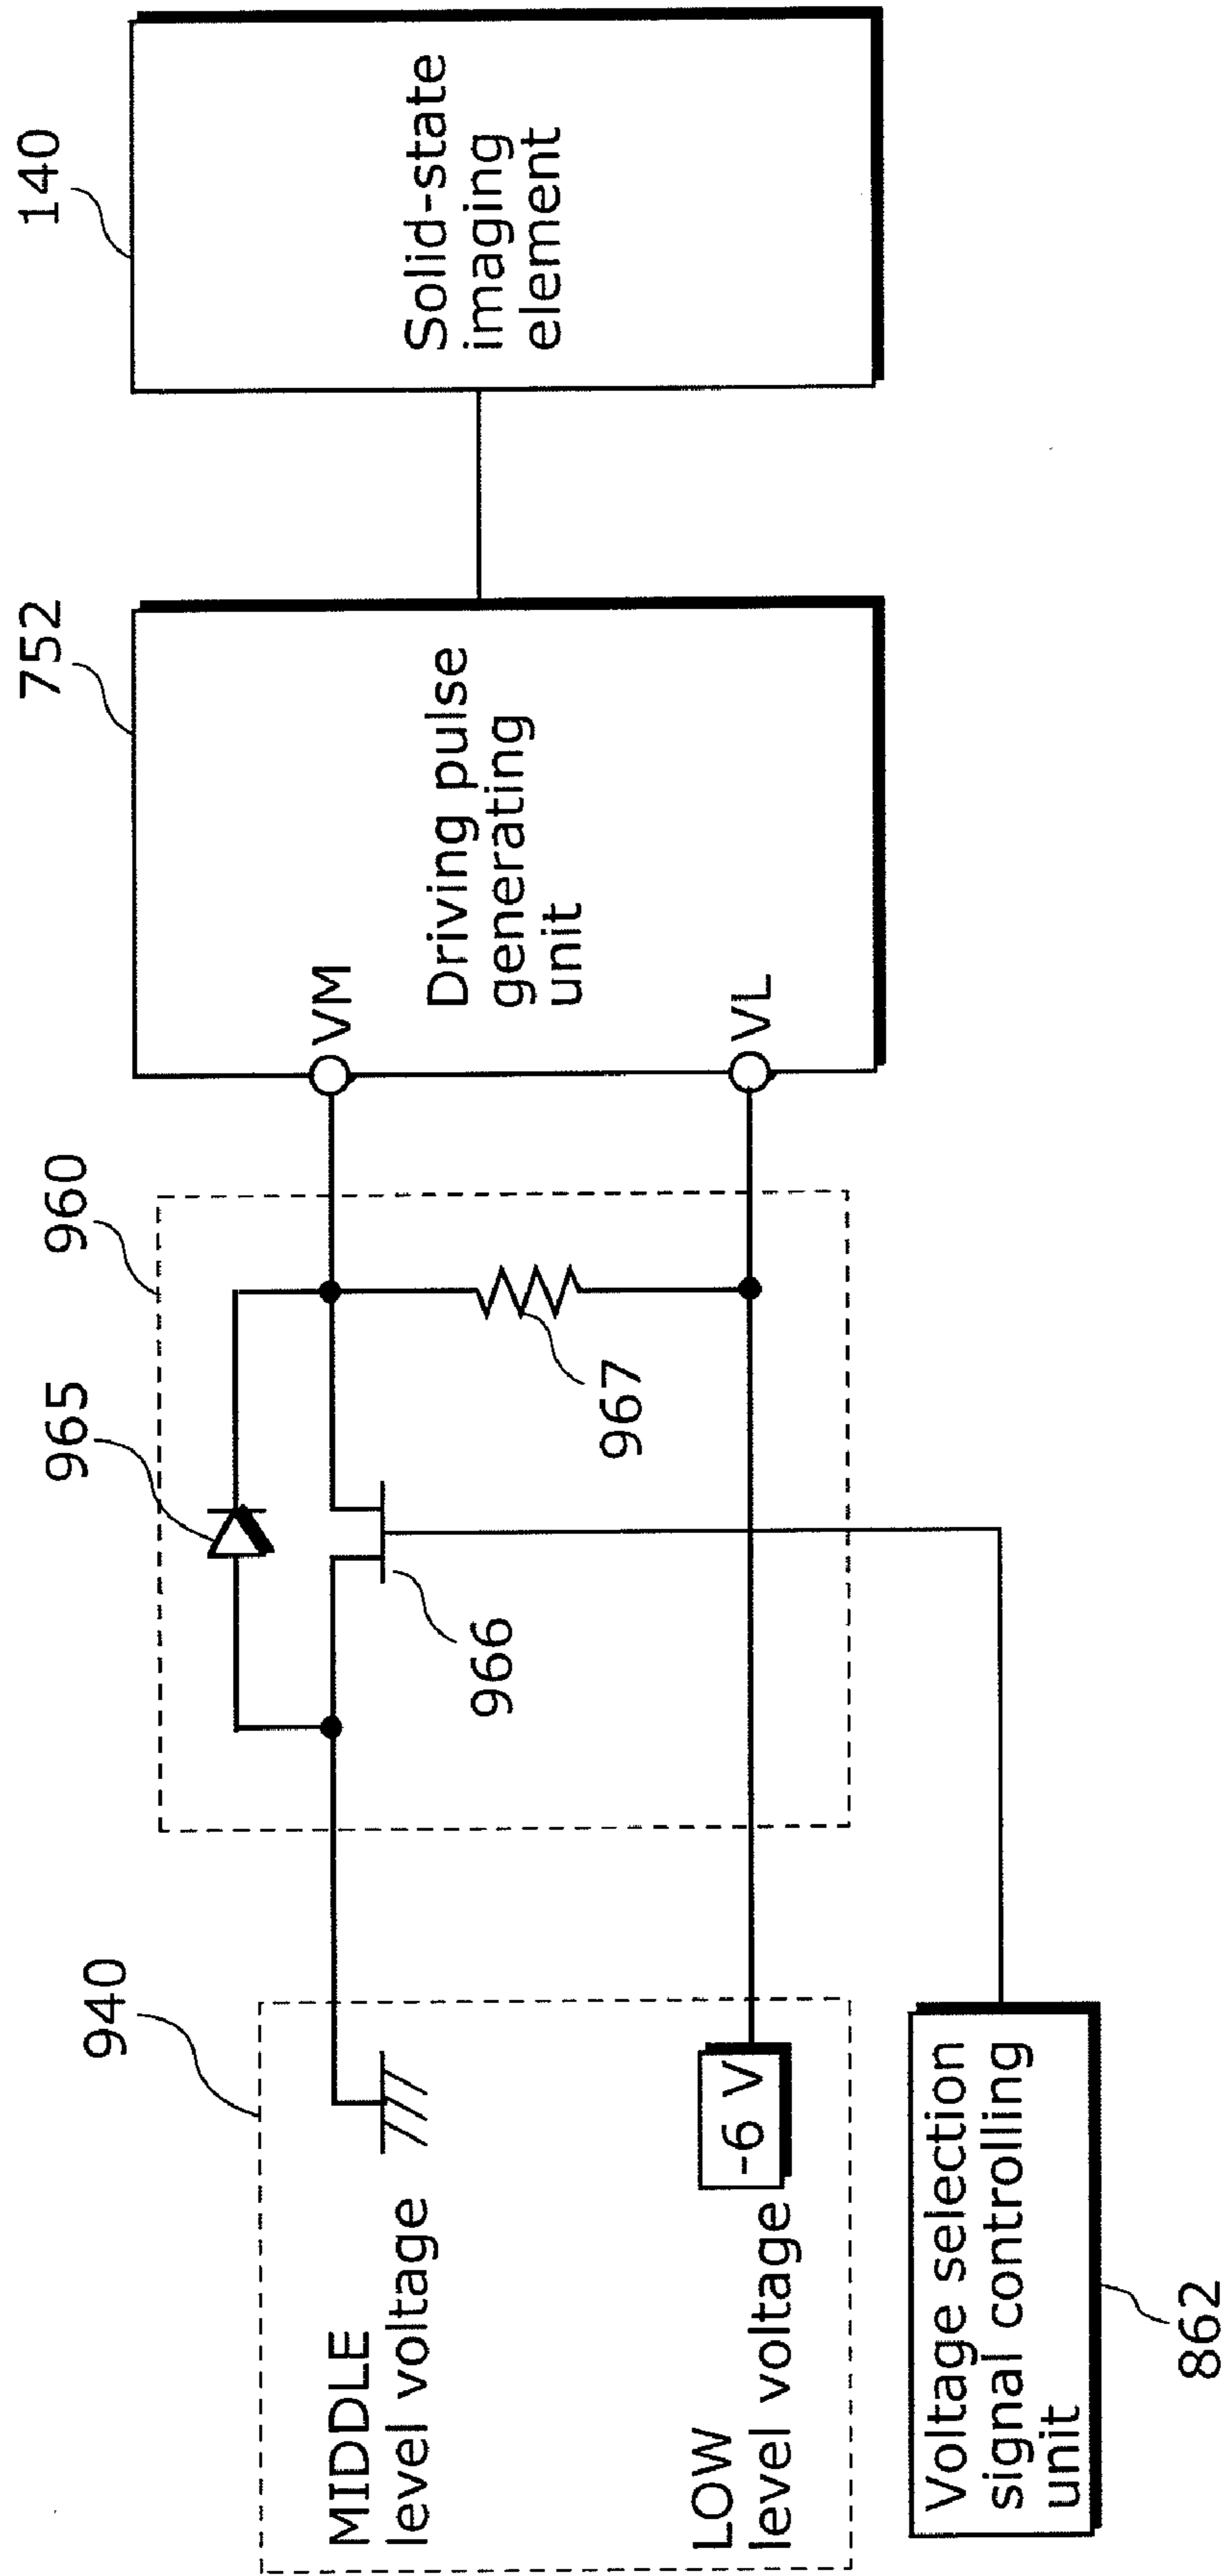 940
MIDDLE
level voltage
LOW
level voltage
-6 V
Voltage selection
signal controlling
unit
862
960
965
966
967
752
VM
VL
Driving pulse
generating
unit
140
Solid-state
imaging
element